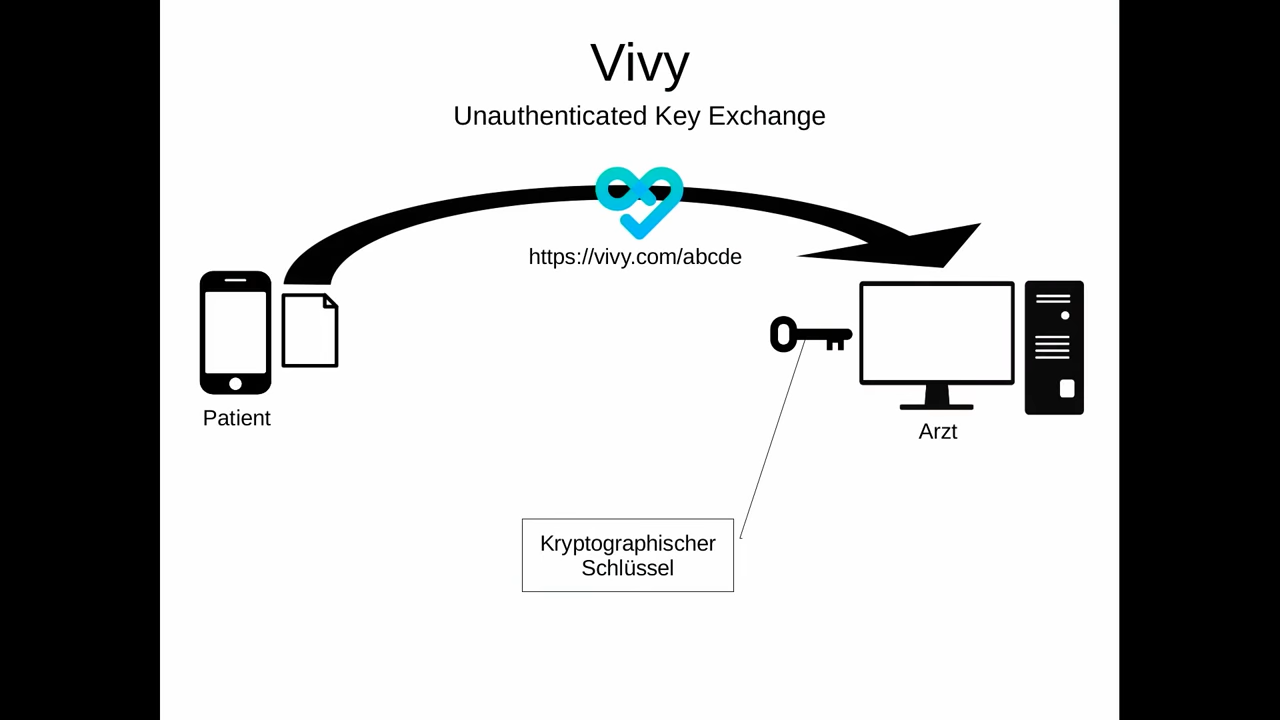 Vivy
Unauthenticated Key Exchange
https://vivy.com/abcde
Patient
Arzt
Kryptographischer
Schlüssel